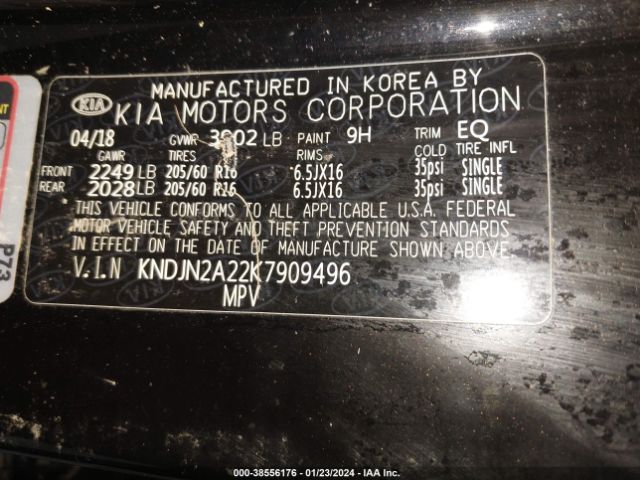 MANUFACTURED IN KOREA BY
KIA KIA MOTORS CORPORATION
04/18 GVWR 3902 LB PAINT 9H TRIM EQ
GAWR TIRES RIMS COLD TIRE INFL
FRONT 2249 LB 205/60 R16 6.5JX16 35psi SINGLE
REAR 2028 LB 205/60 R16 6.5JX16 35psi SINGLE
THIS VEHICLE CONFORMS TO ALL APPLICABLE U.S.A. FEDERAL
MOTOR VEHICLE SAFETY AND THEFT PREVENTION STANDARDS
IN EFFECT ON THE DATE OF MANUFACTURE SHOWN ABOVE.
V.I.N KNDJN2A22K7909496
MPV
P73
000-38556176 - 01/23/2024 - IAA Inc.